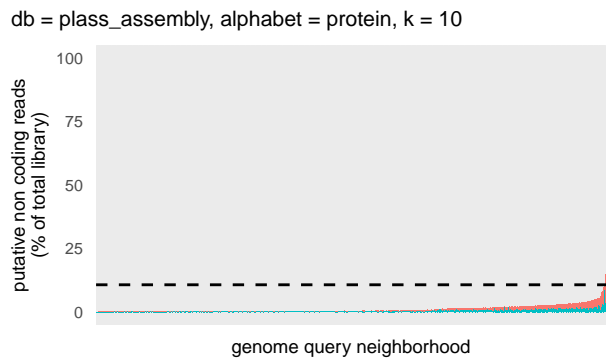 db = plass_assembly, alphabet = protein, k = 10
putative non coding reads
(% of total library)
100
75
50
25
0
genome query neighborhood